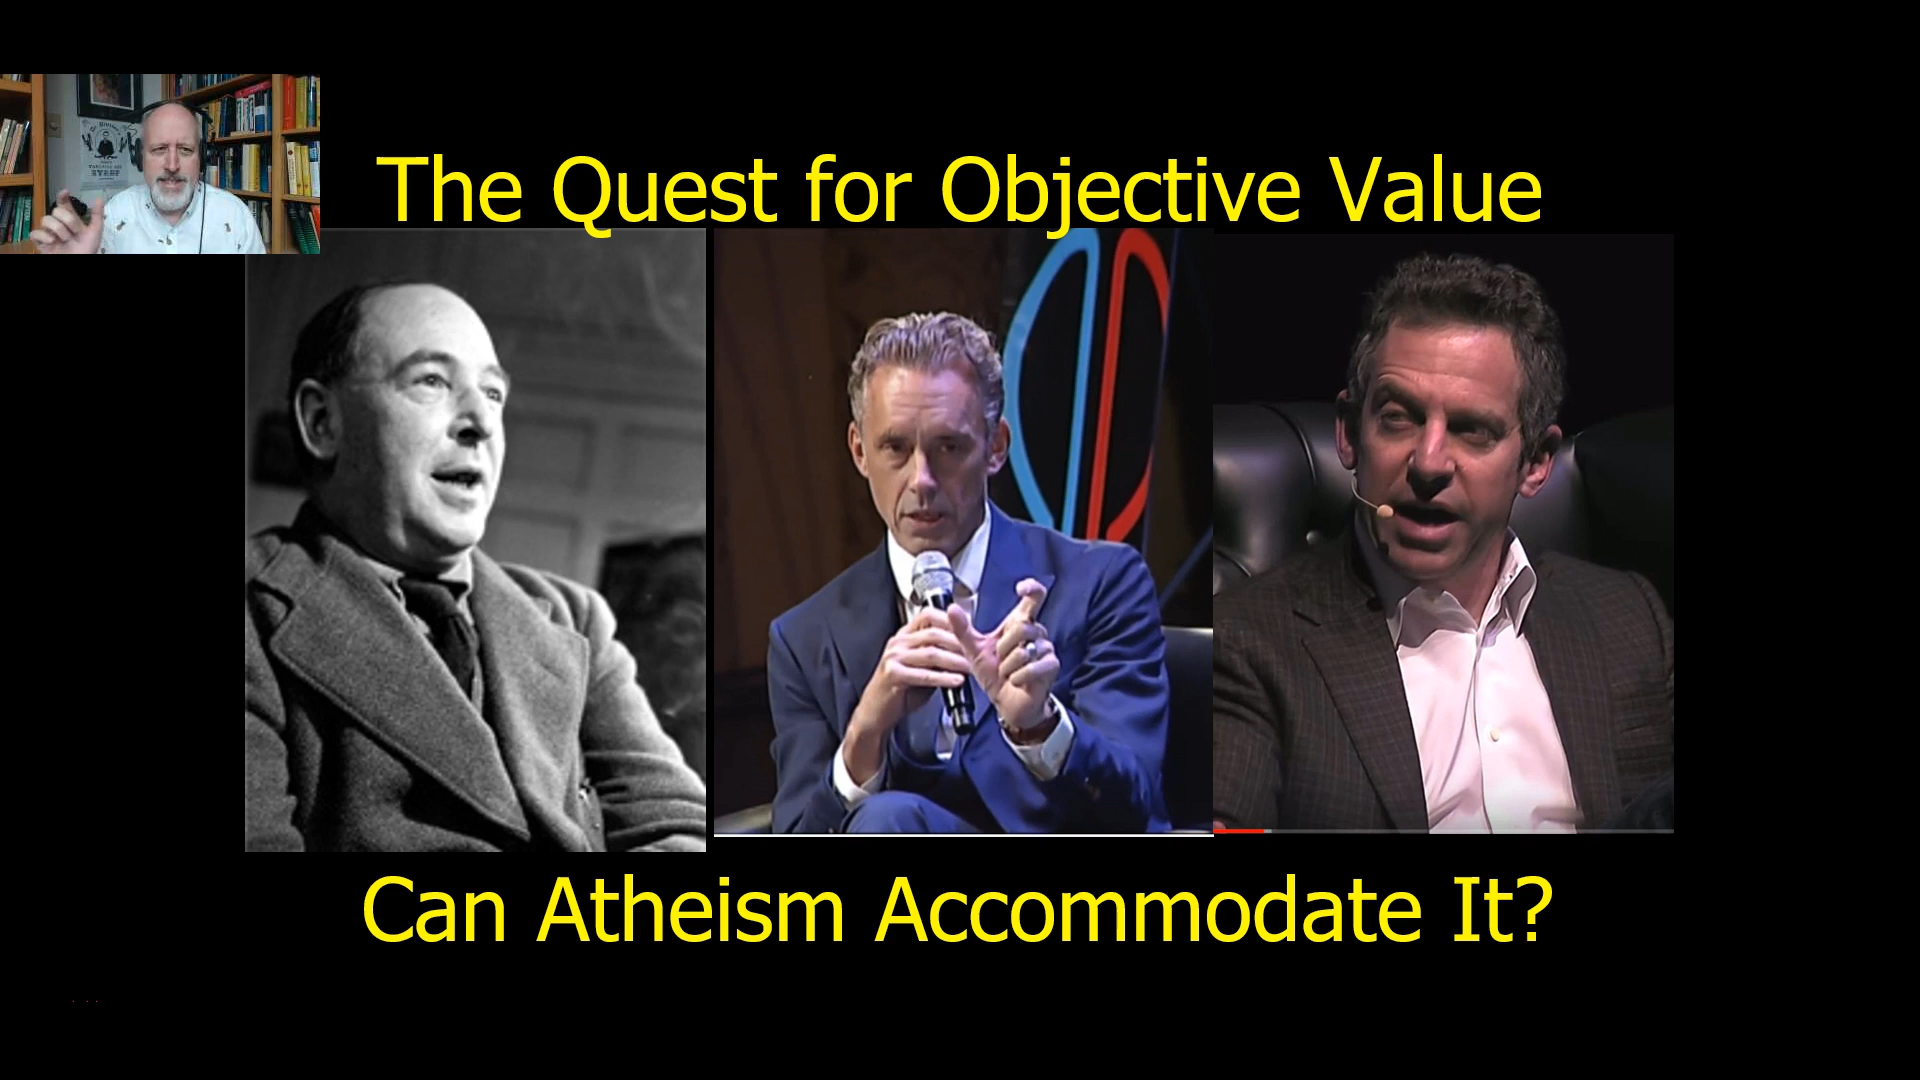 The Quest for Objective Value
Can Atheism Accommodate It?